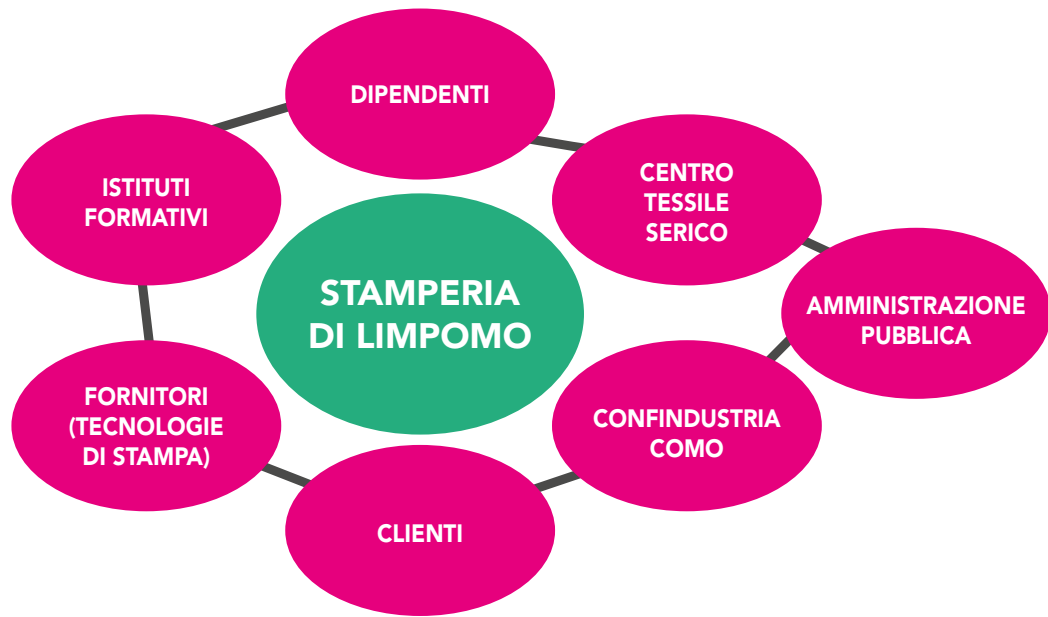 DIPENDENTI
ISTITUTI
FORMATIVI
CENTRO
TESSILE
SERICO
STAMPERIA
DI LIMPOMO
AMMINISTRAZIONE
PUBBLICA
FORNITORI
(TECNOLOGIE
DI STAMPA)
CONFINDUSTRIA
COMO
CLIENTI